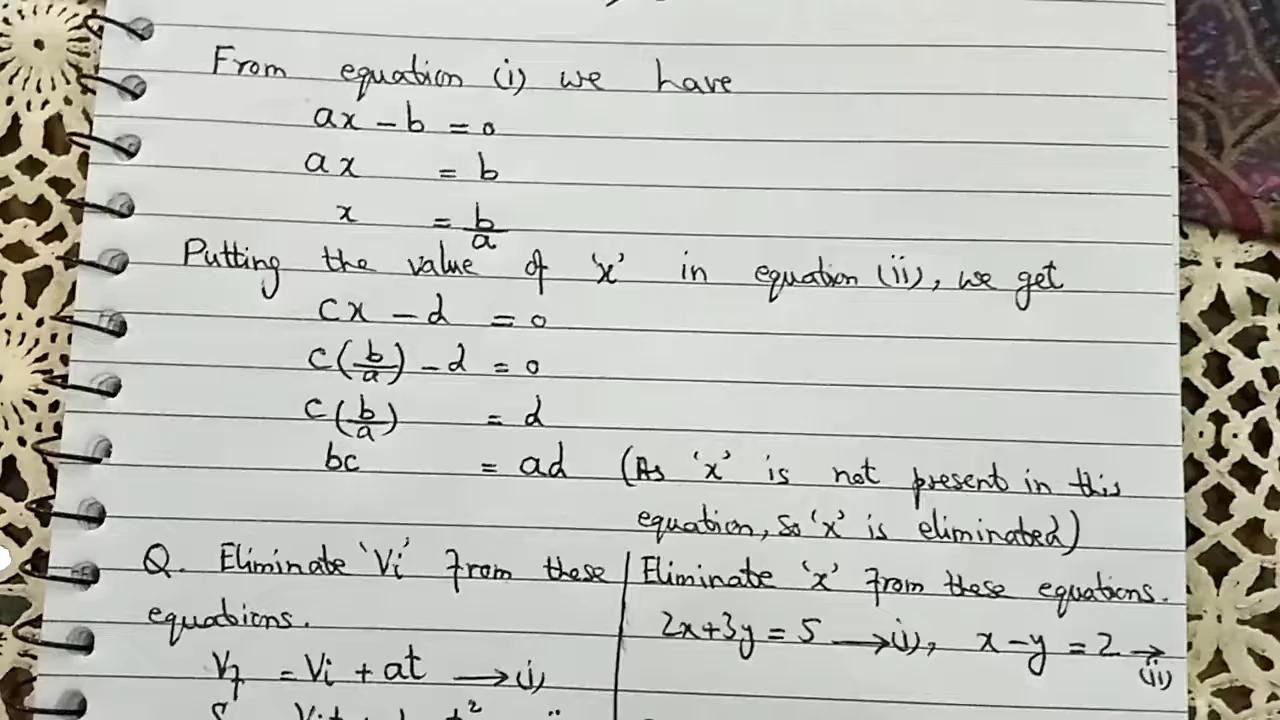 From equation (i) we have
ax - b = 0
ax = b
x = b/a
Putting the value of 'x' in equation (ii), we get
cx - d = 0
c(b/a) - d = 0
c(b/a) = d
bc = ad (As 'x' is not present in this
equation, so 'x' is eliminated)
Q. Eliminate 'Vi' from these
equations.
Vf = Vi + at → (i)
Eliminate 'x' from these equations.
2x+3y = 5 → (i), x-y = 2 →
(ii)